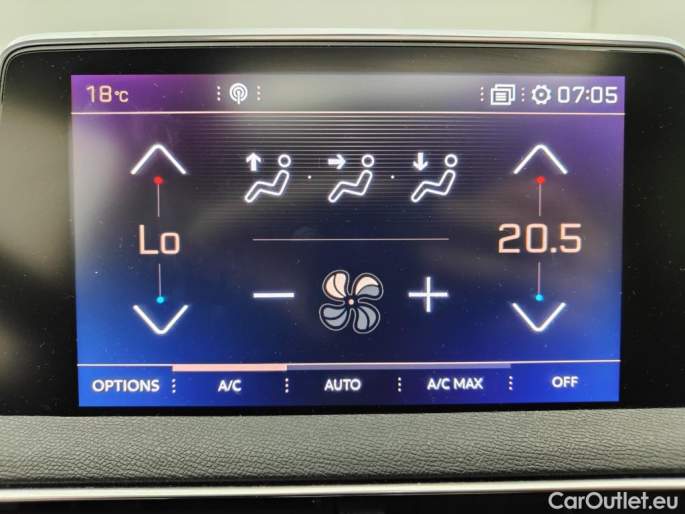 18°C 07:05
Lo 20.5
OPTIONS A/C AUTO A/C MAX OFF
CarOutlet.eu